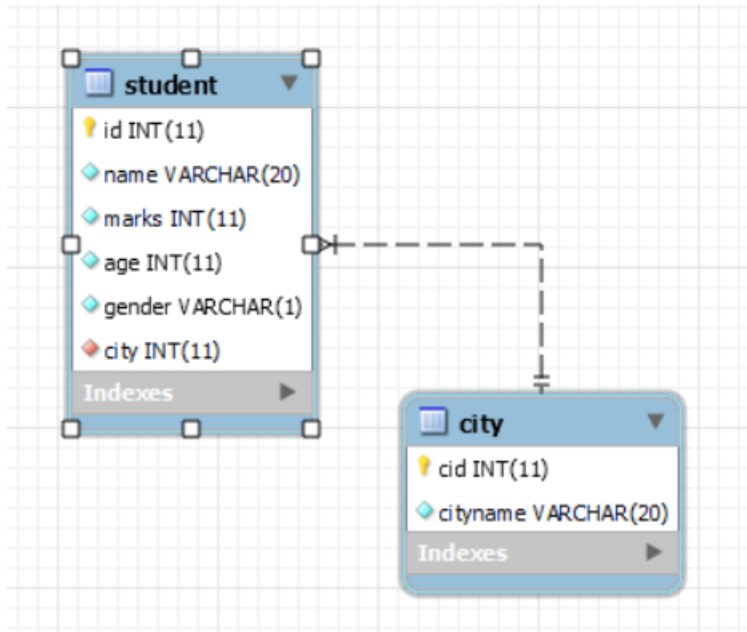 student
id INT(11)
name VARCHAR(20)
marks INT(11)
age INT(11)
gender VARCHAR(1)
city INT(11)
Indexes
city
cid INT(11)
cityname VARCHAR(20)
Indexes